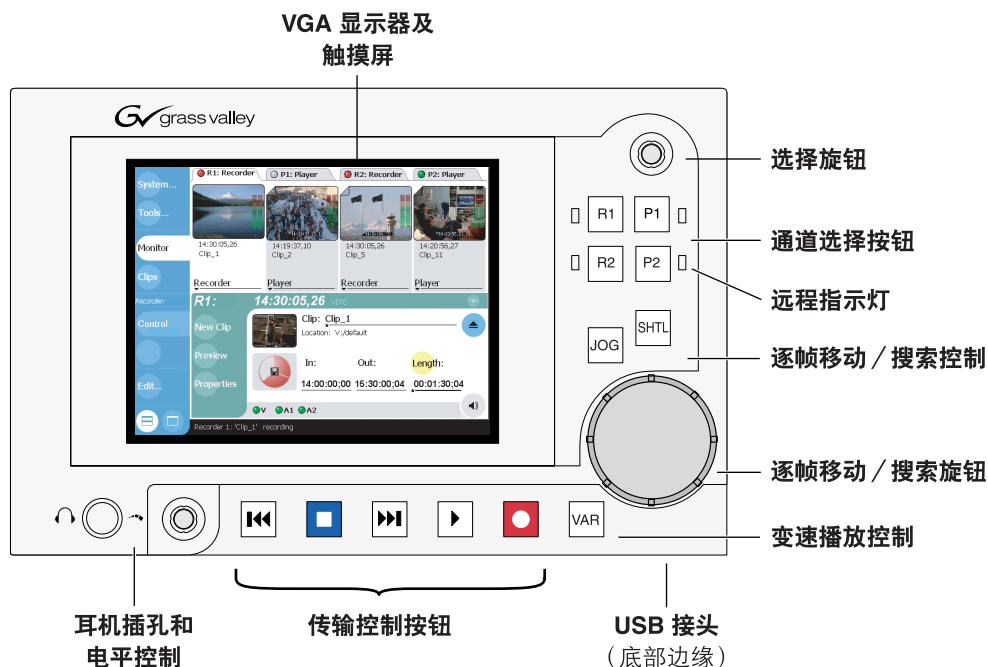 VGA 显示器及
触摸屏
grass valley
选择旋钮
R1 P1
通道选择按钮
R2 P2
远程指示灯
SHTL
JOG
逐帧移动／搜索控制
逐帧移动／搜索旋钮
VAR
变速播放控制
System...
Tools...
Monitor
Clips
Recorder:
Control
Edit...
R1: Recorder P1: Player R2: Recorder P2: Player
14:30:05,26 14:19:37,10 14:30:05,26 14:20:56,27
Clip_1 Clip_2 Clip_5 Clip_11
Recorder Player Recorder Player
R1: 14:30:05,26 VITC
New Clip
Preview
Properties
Clip: Clip_1
Location: V:/default
In: Out: Length:
14:00:00;00 15:30:00;04 00:01:30;04
V A1 A2
Recorder 1: 'Clip_1' recording
耳机插孔和
电平控制
传输控制按钮
USB 接头
（底部边缘）